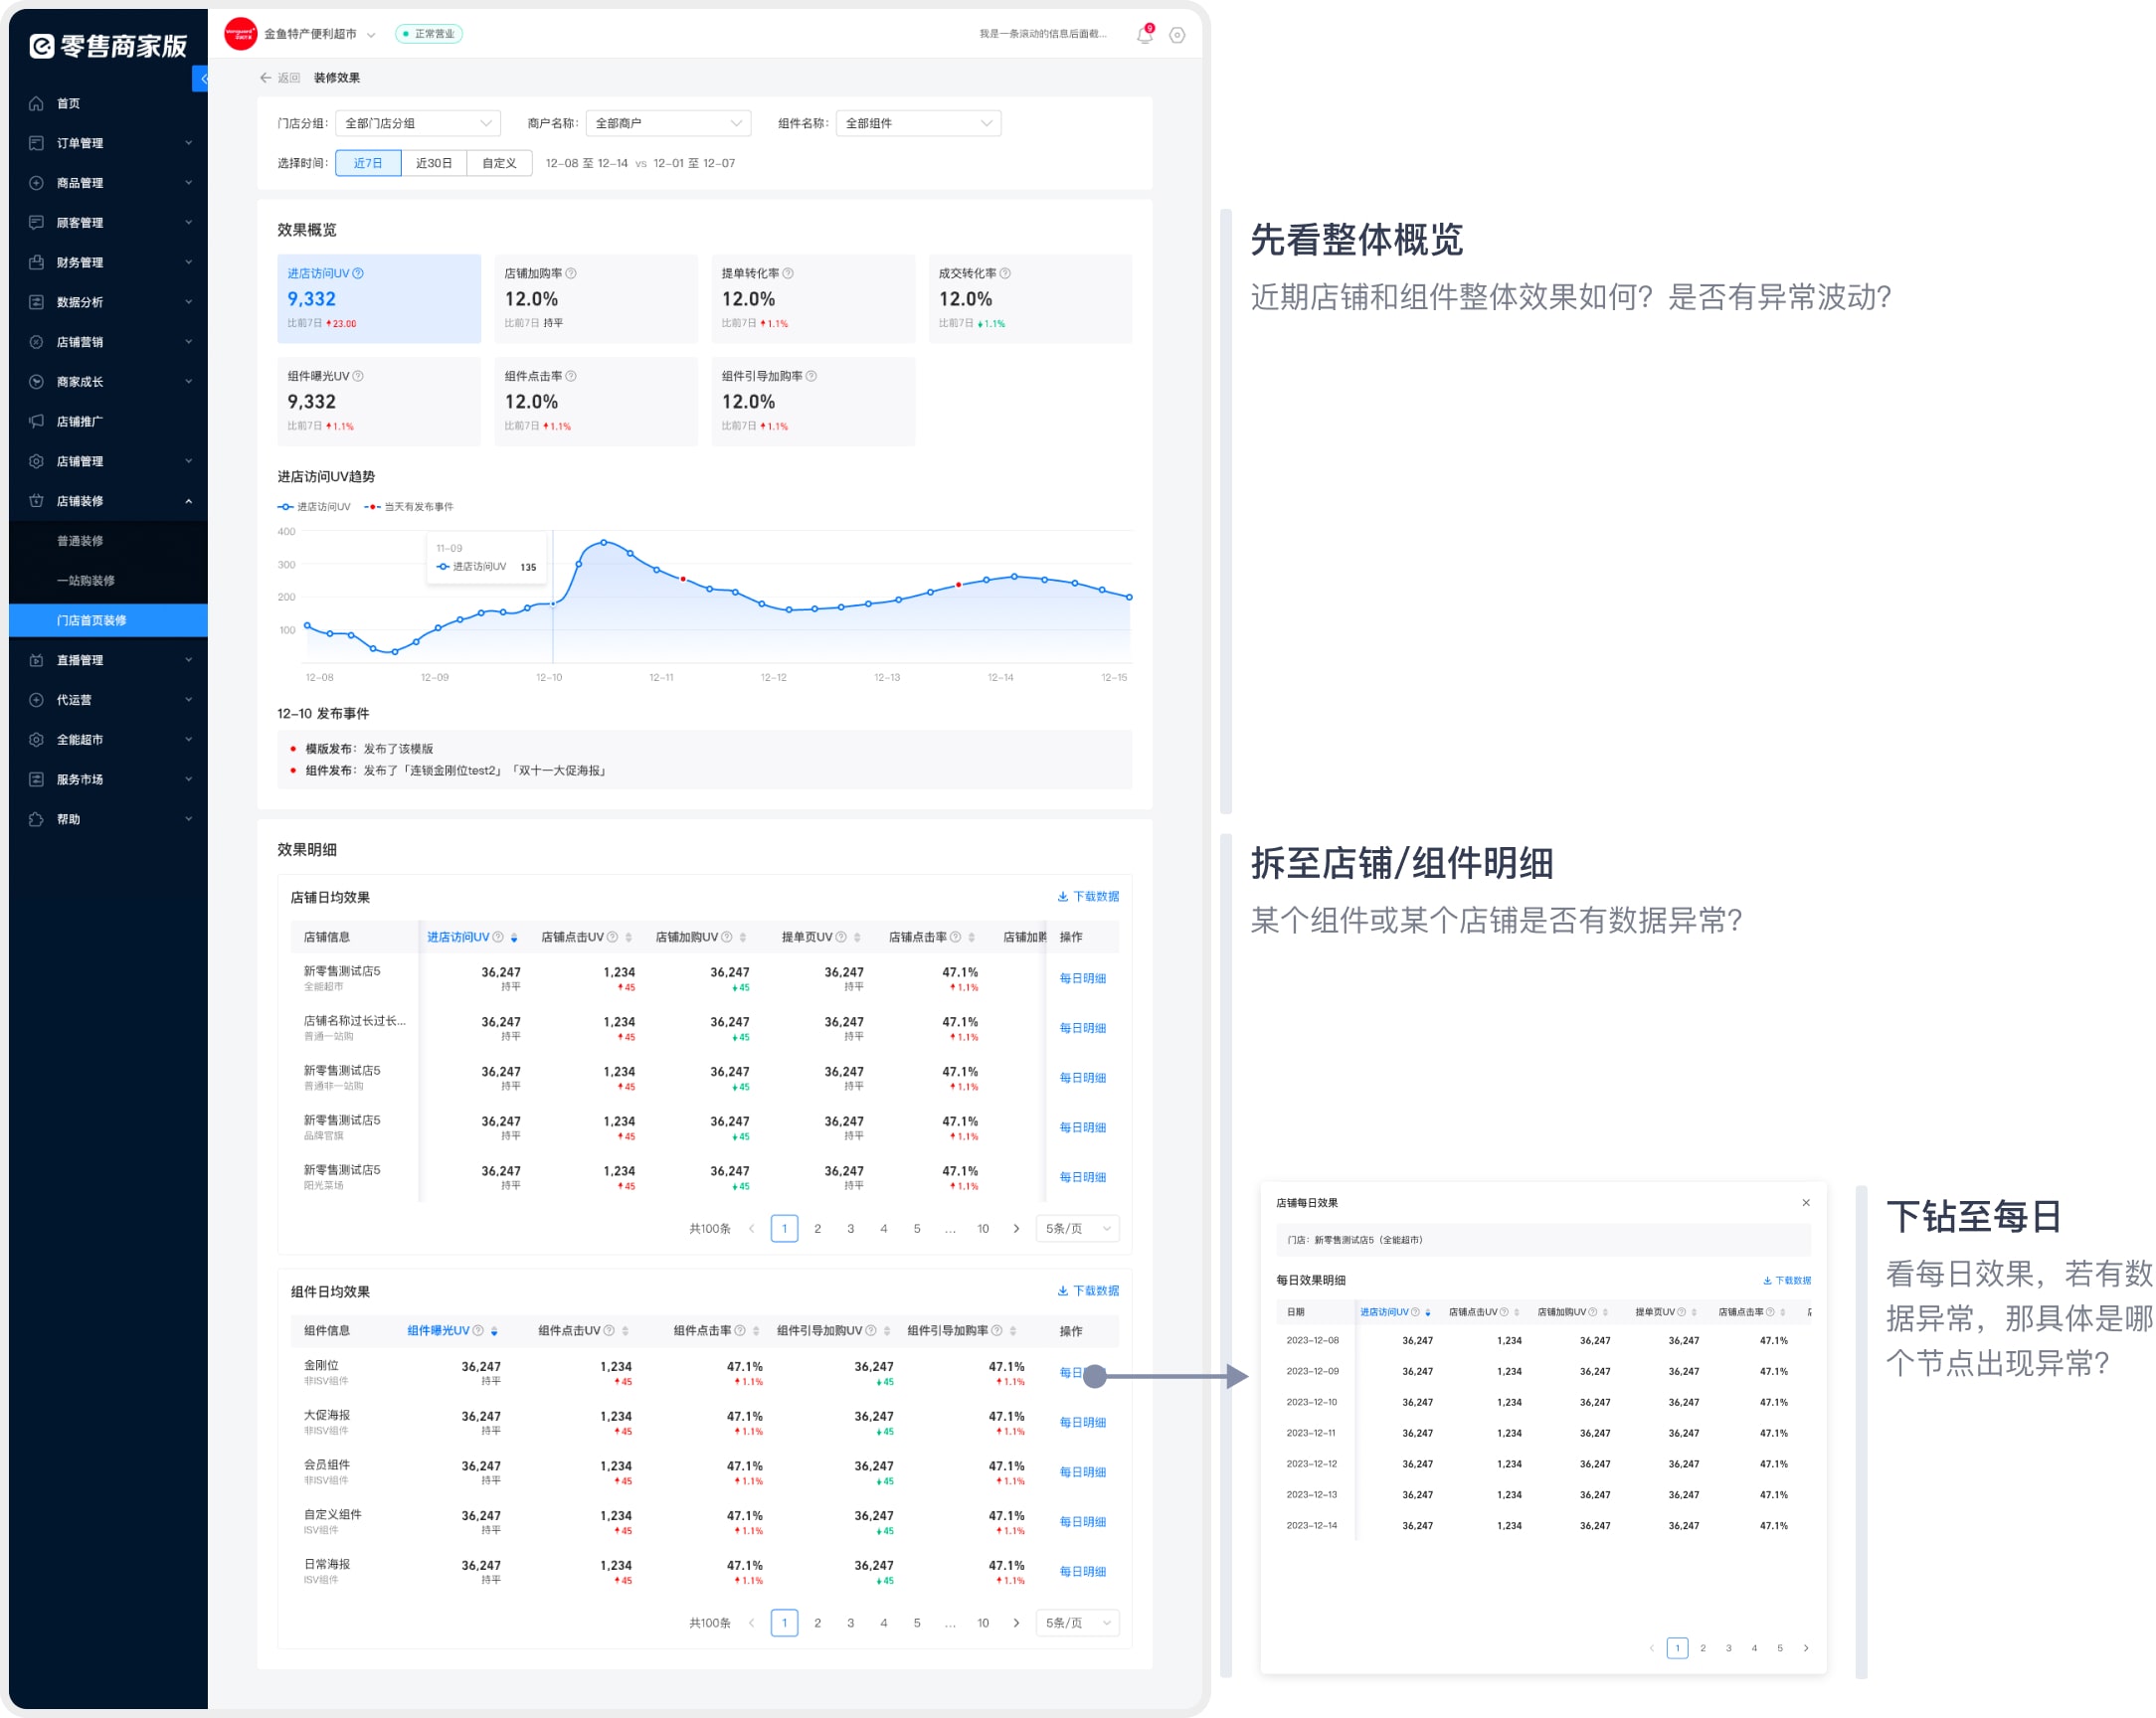 零售商家版
首页
订单管理
商品管理
顾客管理
财务管理
数据分析
店铺营销
商家成长
店铺推广
店铺管理
店铺装修
普通装修
一站购装修
门店首页装修
直播管理
代运营
全能超市
服务市场
帮助
金鱼特产便利超市 正常营业 我是一条滚动的信息后面截... 9
返回 装修效果
门店分组： 全部门店分组 商户名称： 全部商户 组件名称： 全部组件
选择时间： 近7日 近30日 自定义 12-08 至 12-14 vs 12-01 至 12-07
效果概览
进店访问UV 店铺加购率 提单转化率 成交转化率
9,332 12.0% 12.0% 12.0%
比前7日 23.00 比前7日 持平 比前7日 1.1% 比前7日 1.1%
组件曝光UV 组件点击率 组件引导加购率
9,332 12.0% 12.0%
比前7日 1.1% 比前7日 1.1% 比前7日 1.1%
进店访问UV趋势
进店访问UV 当天有发布事件
400
300
200
100
11-09
进店访问UV 135
12-08 12-09 12-10 12-11 12-12 12-13 12-14 12-15
12-10 发布事件
模版发布：发布了该模版
组件发布：发布了「连锁金刚位test2」「双十一大促海报」
效果明细
店铺日均效果 下载数据
店铺信息 进店访问UV 店铺点击UV 店铺加购UV 提单页UV 店铺点击率 店铺加购 操作
新零售测试店5 36,247 1,234 36,247 36,247 47.1% 每日明细
全能超市 持平 45 45 持平 1.1%
店铺名称过长过长... 36,247 1,234 36,247 36,247 47.1% 每日明细
普通一站购 持平 45 45 持平 1.1%
新零售测试店5 36,247 1,234 36,247 36,247 47.1% 每日明细
普通非一站购 持平 45 45 持平 1.1%
新零售测试店5 36,247 1,234 36,247 36,247 47.1% 每日明细
品牌官旗 持平 45 45 持平 1.1%
新零售测试店5 36,247 1,234 36,247 36,247 47.1% 每日明细
阳光菜场 持平 45 45 持平 1.1%
共100条 1 2 3 4 5 ... 10 5条/页
组件日均效果 下载数据
组件信息 组件曝光UV 组件点击UV 组件点击率 组件引导加购UV 组件引导加购率 操作
金刚位 36,247 1,234 47.1% 36,247 47.1% 每日
非ISV组件 持平 45 1.1% 45 1.1%
大促海报 36,247 1,234 47.1% 36,247 47.1% 每日明细
非ISV组件 持平 45 1.1% 45 1.1%
会员组件 36,247 1,234 47.1% 36,247 47.1% 每日明细
非ISV组件 持平 45 1.1% 45 1.1%
自定义组件 36,247 1,234 47.1% 36,247 47.1% 每日明细
ISV组件 持平 45 1.1% 45 1.1%
日常海报 36,247 1,234 47.1% 36,247 47.1% 每日明细
ISV组件 持平 45 1.1% 45 1.1%
共100条 1 2 3 4 5 ... 10 5条/页
先看整体概览
近期店铺和组件整体效果如何？是否有异常波动？
拆至店铺/组件明细
某个组件或某个店铺是否有数据异常？
店铺每日效果
门店：新零售测试店5（全能超市）
每日效果明细 下载数据
日期 进店访问UV 店铺点击UV 店铺加购UV 提单页UV 店铺点击率
2023-12-08 36,247 1,234 36,247 36,247 47.1%
2023-12-09 36,247 1,234 36,247 36,247 47.1%
2023-12-10 36,247 1,234 36,247 36,247 47.1%
2023-12-11 36,247 1,234 36,247 36,247 47.1%
2023-12-12 36,247 1,234 36,247 36,247 47.1%
2023-12-13 36,247 1,234 36,247 36,247 47.1%
2023-12-14 36,247 1,234 36,247 36,247 47.1%
1 2 3 4 5
下钻至每日
看每日效果，若有数
据异常，那具体是哪
个节点出现异常？